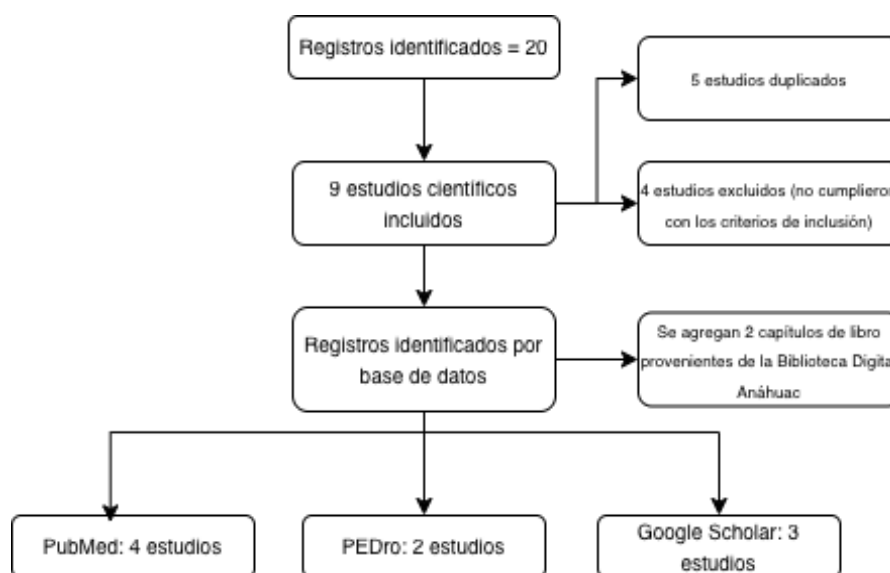 Registros identificados = 20
5 estudios duplicados
9 estudios científicos
incluidos
4 estudios excluidos (no cumplieron
con los criterios de inclusión)
Registros identificados por
base de datos
Se agregan 2 capítulos de libro
provenientes de la Biblioteca Digital
Anáhuac
PubMed: 4 estudios
PEDro: 2 estudios
Google Scholar: 3
estudios